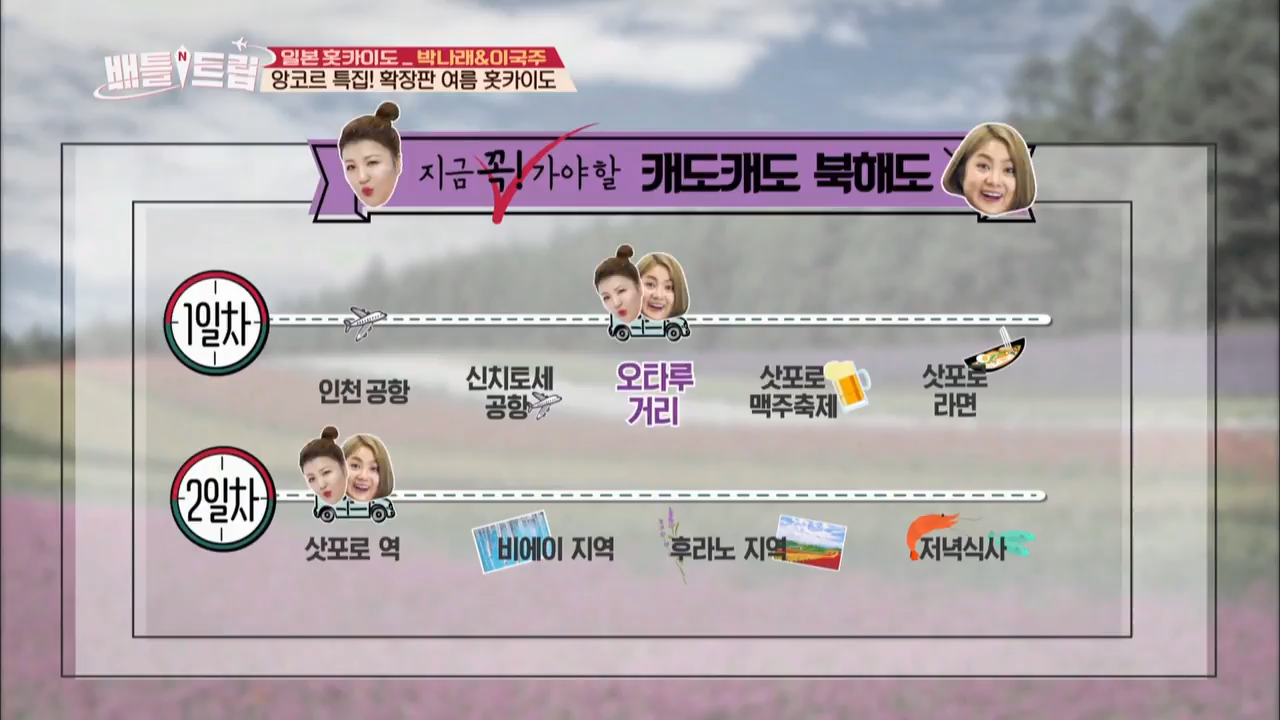 배틀트립
일본 홋카이도 _ 박나래&이국주
앙코르 특집! 확장판 여름 홋카이도
지금 꼭! 가야할 캐도캐도 북해도
1일차
인천 공항
신치토세
공항
오타루
거리
삿포로
맥주축제
삿포로
라면
2일차
삿포로 역
비에이 지역
후라노 지역
저녁식사